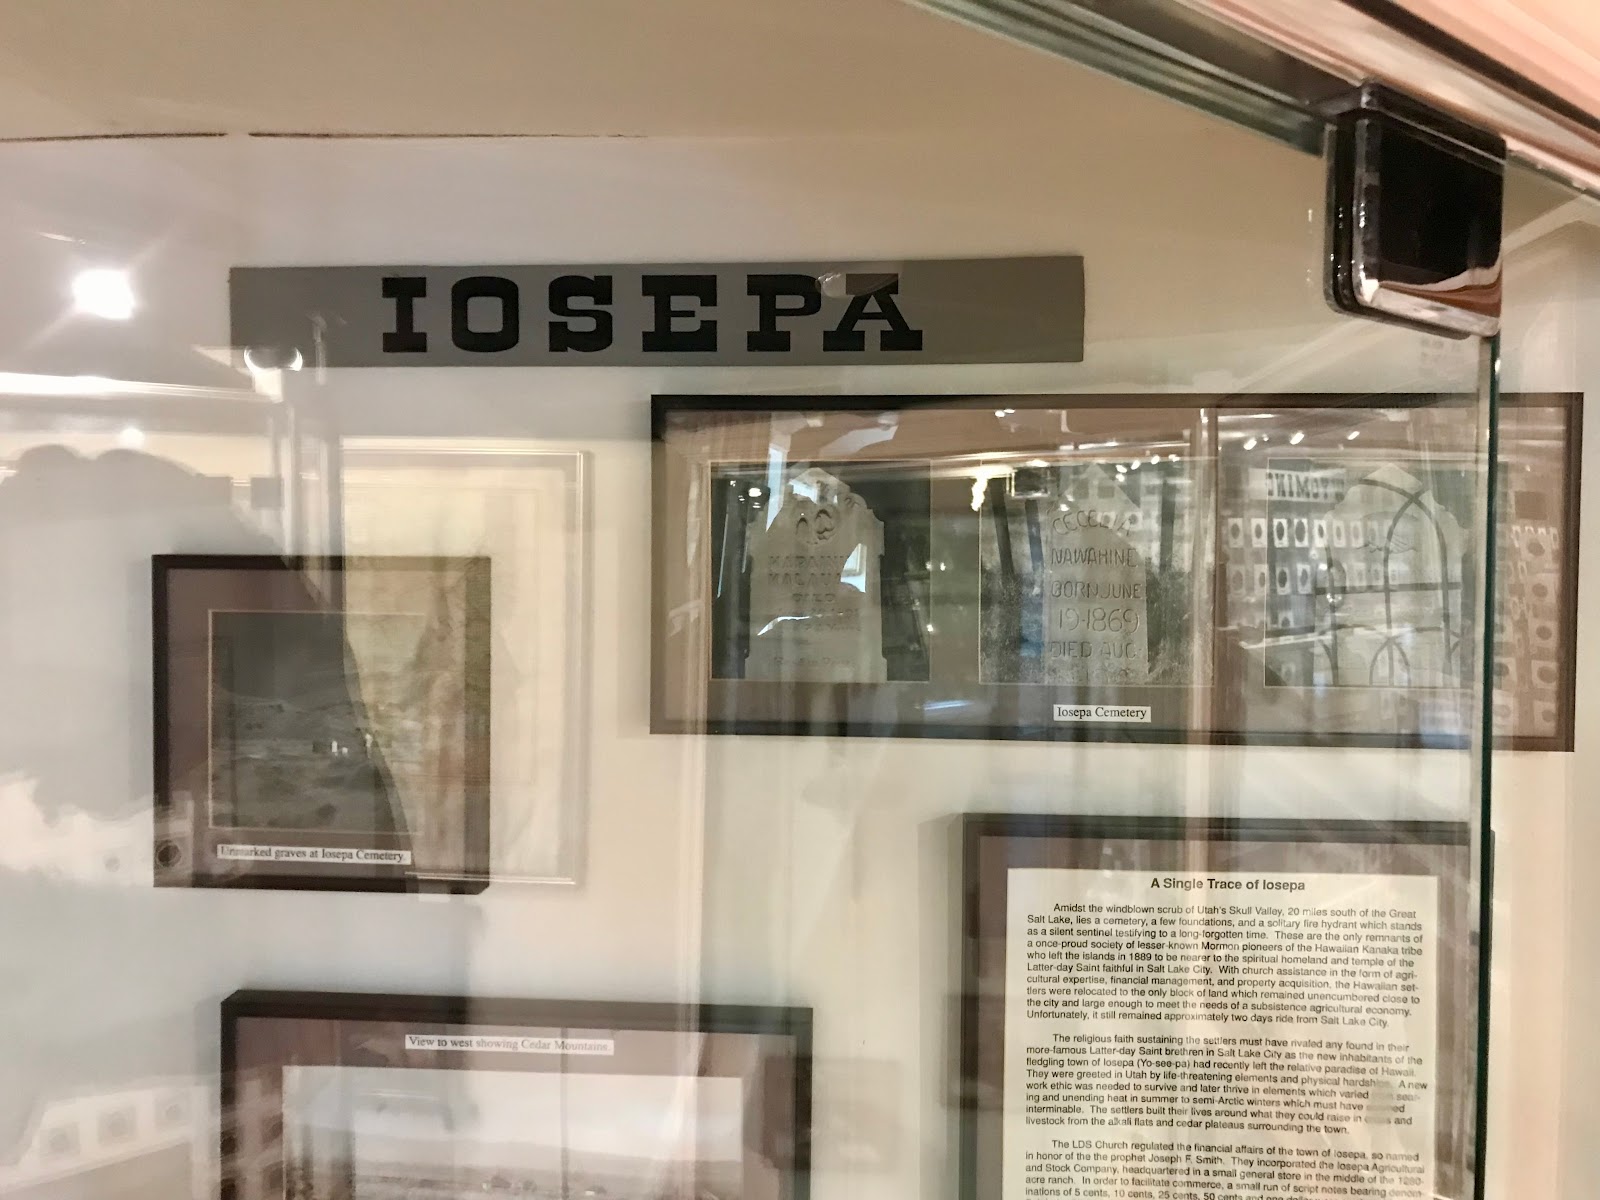 IOSEPA
CECELIA
NAWAHINE
BORN JUNE
19-1869
DIED AUG
Iosepa Cemetery
WYOMING
Unmarked graves at Iosepa Cemetery.
View to west showing Cedar Mountains.
A Single Trace of Iosepa
Amidst the windblown scrub of Utah's Skull Valley, 20 miles south of the Great
Salt Lake, lies a cemetery, a few foundations, and a solitary fire hydrant which stands
as a silent sentinel testifying to a long-forgotten time. These are the only remnants of
a once-proud society of lesser-known Mormon pioneers of the Hawaiian Kanaka tribe
who left the islands in 1889 to be nearer to the spiritual homeland and temple of the
Latter-day Saint faithful in Salt Lake City. With church assistance in the form of agri-
cultural expertise, financial management, and property acquisition, the Hawaiian set-
tlers were relocated to the only block of land which remained unencumbered close to
the city and large enough to meet the needs of a subsistence agricultural economy.
Unfortunately, it still remained approximately two days ride from Salt Lake City.
The religious faith sustaining the settlers must have rivaled any found in their
more-famous Latter-day Saint brethren in Salt Lake City as the new inhabitants of the
fledgling town of Iosepa (Yo-see-pa) had recently left the relative paradise of Hawaii.
They were greeted in Utah by life-threatening elements and physical hardship. A new
work ethic was needed to survive and later thrive in elements which varied from sear-
ing and unending heat in summer to semi-Arctic winters which must have seemed
interminable. The settlers built their lives around what they could raise in crops and
livestock from the alkali flats and cedar plateaus surrounding the town.
The LDS Church regulated the financial affairs of the town of Iosepa, so named
in honor of the the prophet Joseph F. Smith. They incorporated the Iosepa Agricultural
and Stock Company, headquartered in a small general store in the middle of the 1280-
acre ranch. In order to facilitate commerce, a small run of script notes bearing denom-
inations of 5 cents, 10 cents, 25 cents, 50 cents and one dollar